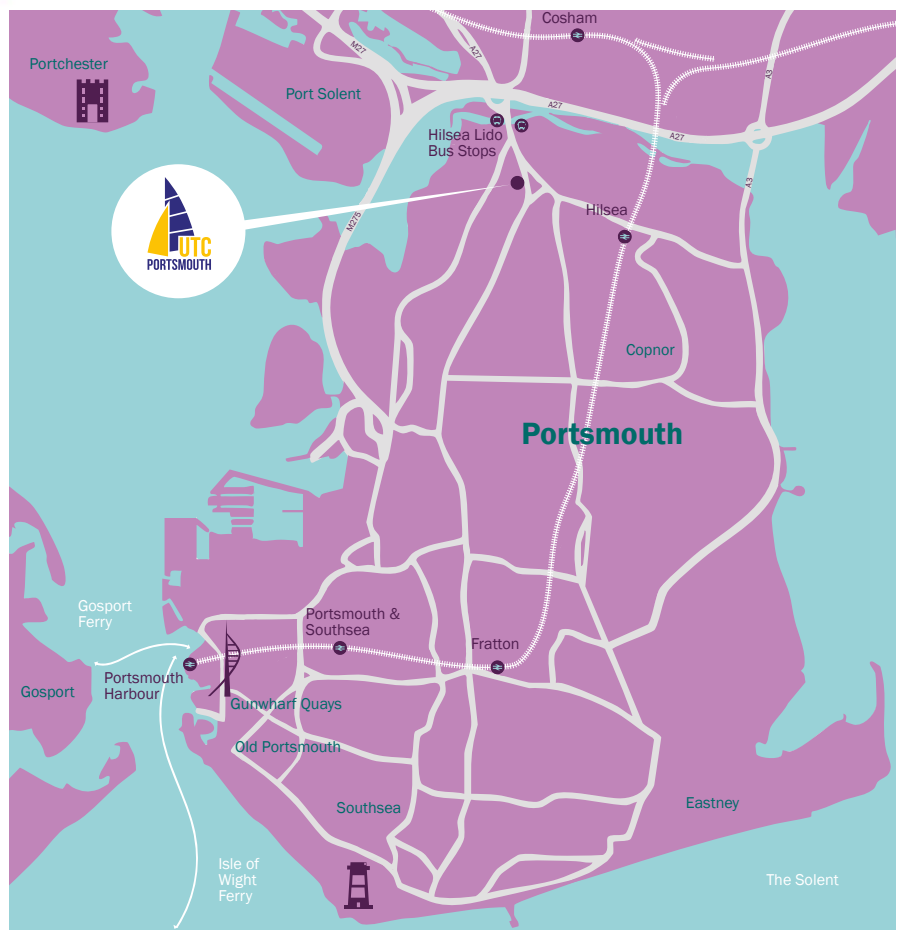 Cosham
Portchester
M27
A27
A3
Port Solent
A27
Hilsea Lido
Bus Stops
A27
A3
M275
Hilsea
UTC
PORTSMOUTH
Copnor
Portsmouth
Gosport
Ferry
Portsmouth &
Southsea
Fratton
Portsmouth
Harbour
Gosport
Gunwharf Quays
Old Portsmouth
Southsea
Eastney
Isle of
Wight
Ferry
The Solent